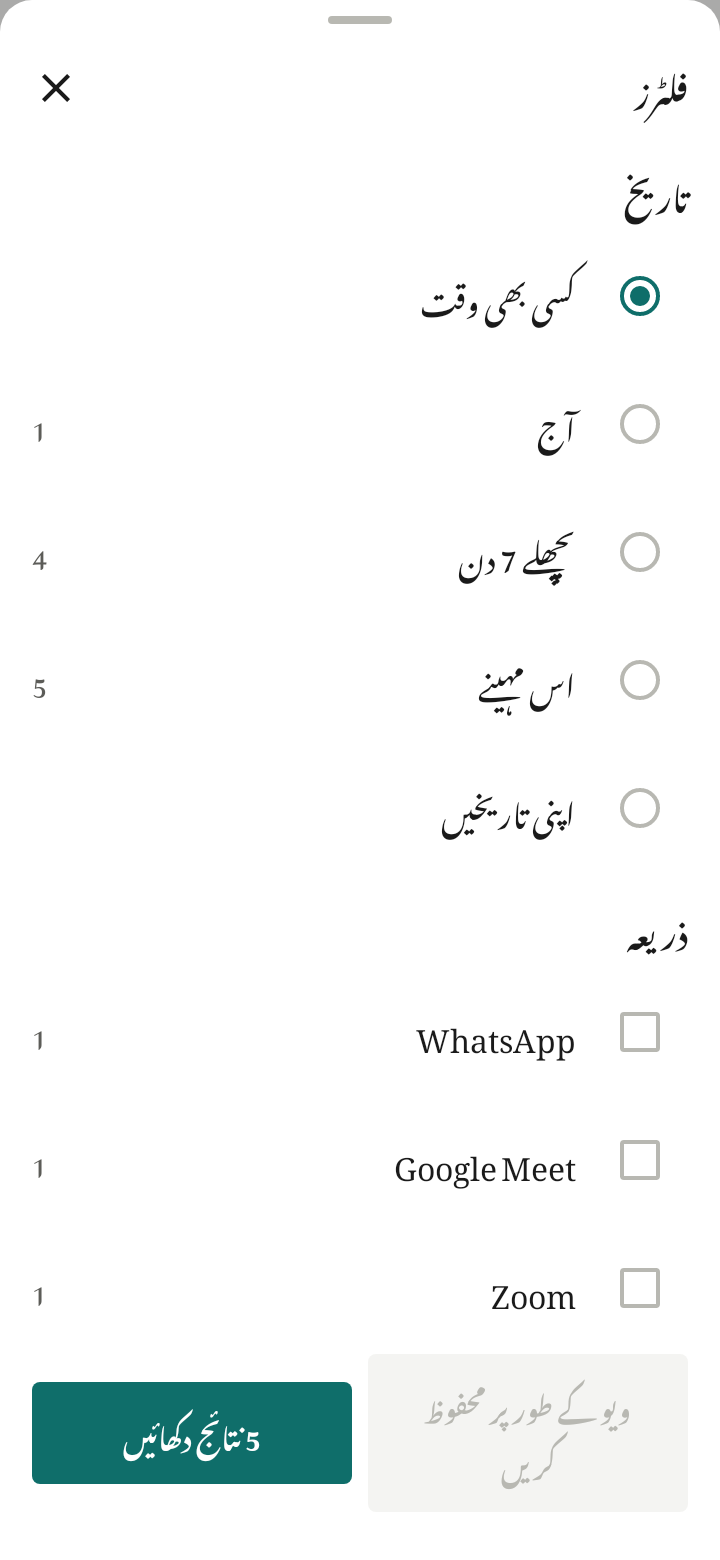 فلٹرز
تاریخ
کسی بھی وقت
آج 1
پچھلے 7 دن 4
اس مہینے 5
اپنی تاریخیں
ذریعہ
WhatsApp 1
Google Meet 1
Zoom 1
ویو کے طور پر محفوظ
کریں
5 نتائج دکھائیں